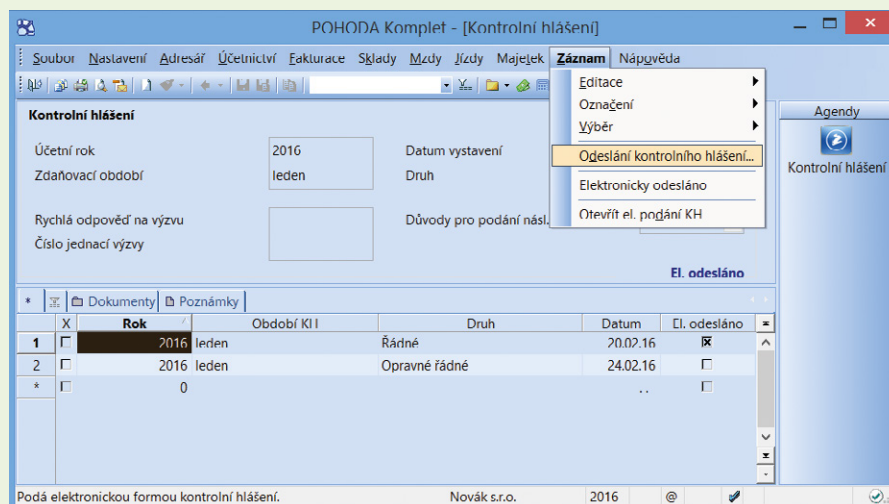 POHODA Komplet - [Kontrolní hlášení]
Soubor Nastavení Adresář Účetnictví Fakturace Sklady Mzdy Jízdy Majetek Záznam Nápověda
Editace
Označení
Výběr
Odeslání kontrolního hlášení...
Elektronicky odesláno
Otevřít el. podání KH
Agendy
Kontrolní hlášení
Kontrolní hlášení
Účetní rok 2016 Datum vystavení
Zdaňovací období leden Druh
Rychlá odpověď na výzvu Důvody pro podání násl.
Číslo jednací výzvy
El. odesláno
* Dokumenty Poznámky
X Rok Období KH Druh Datum El. odesláno
1 2016 leden Řádné 20.02.16
2 2016 leden Opravné řádné 24.02.16
* 0 . .
Podá elektronickou formou kontrolní hlášení. Novák s.r.o. 2016 @